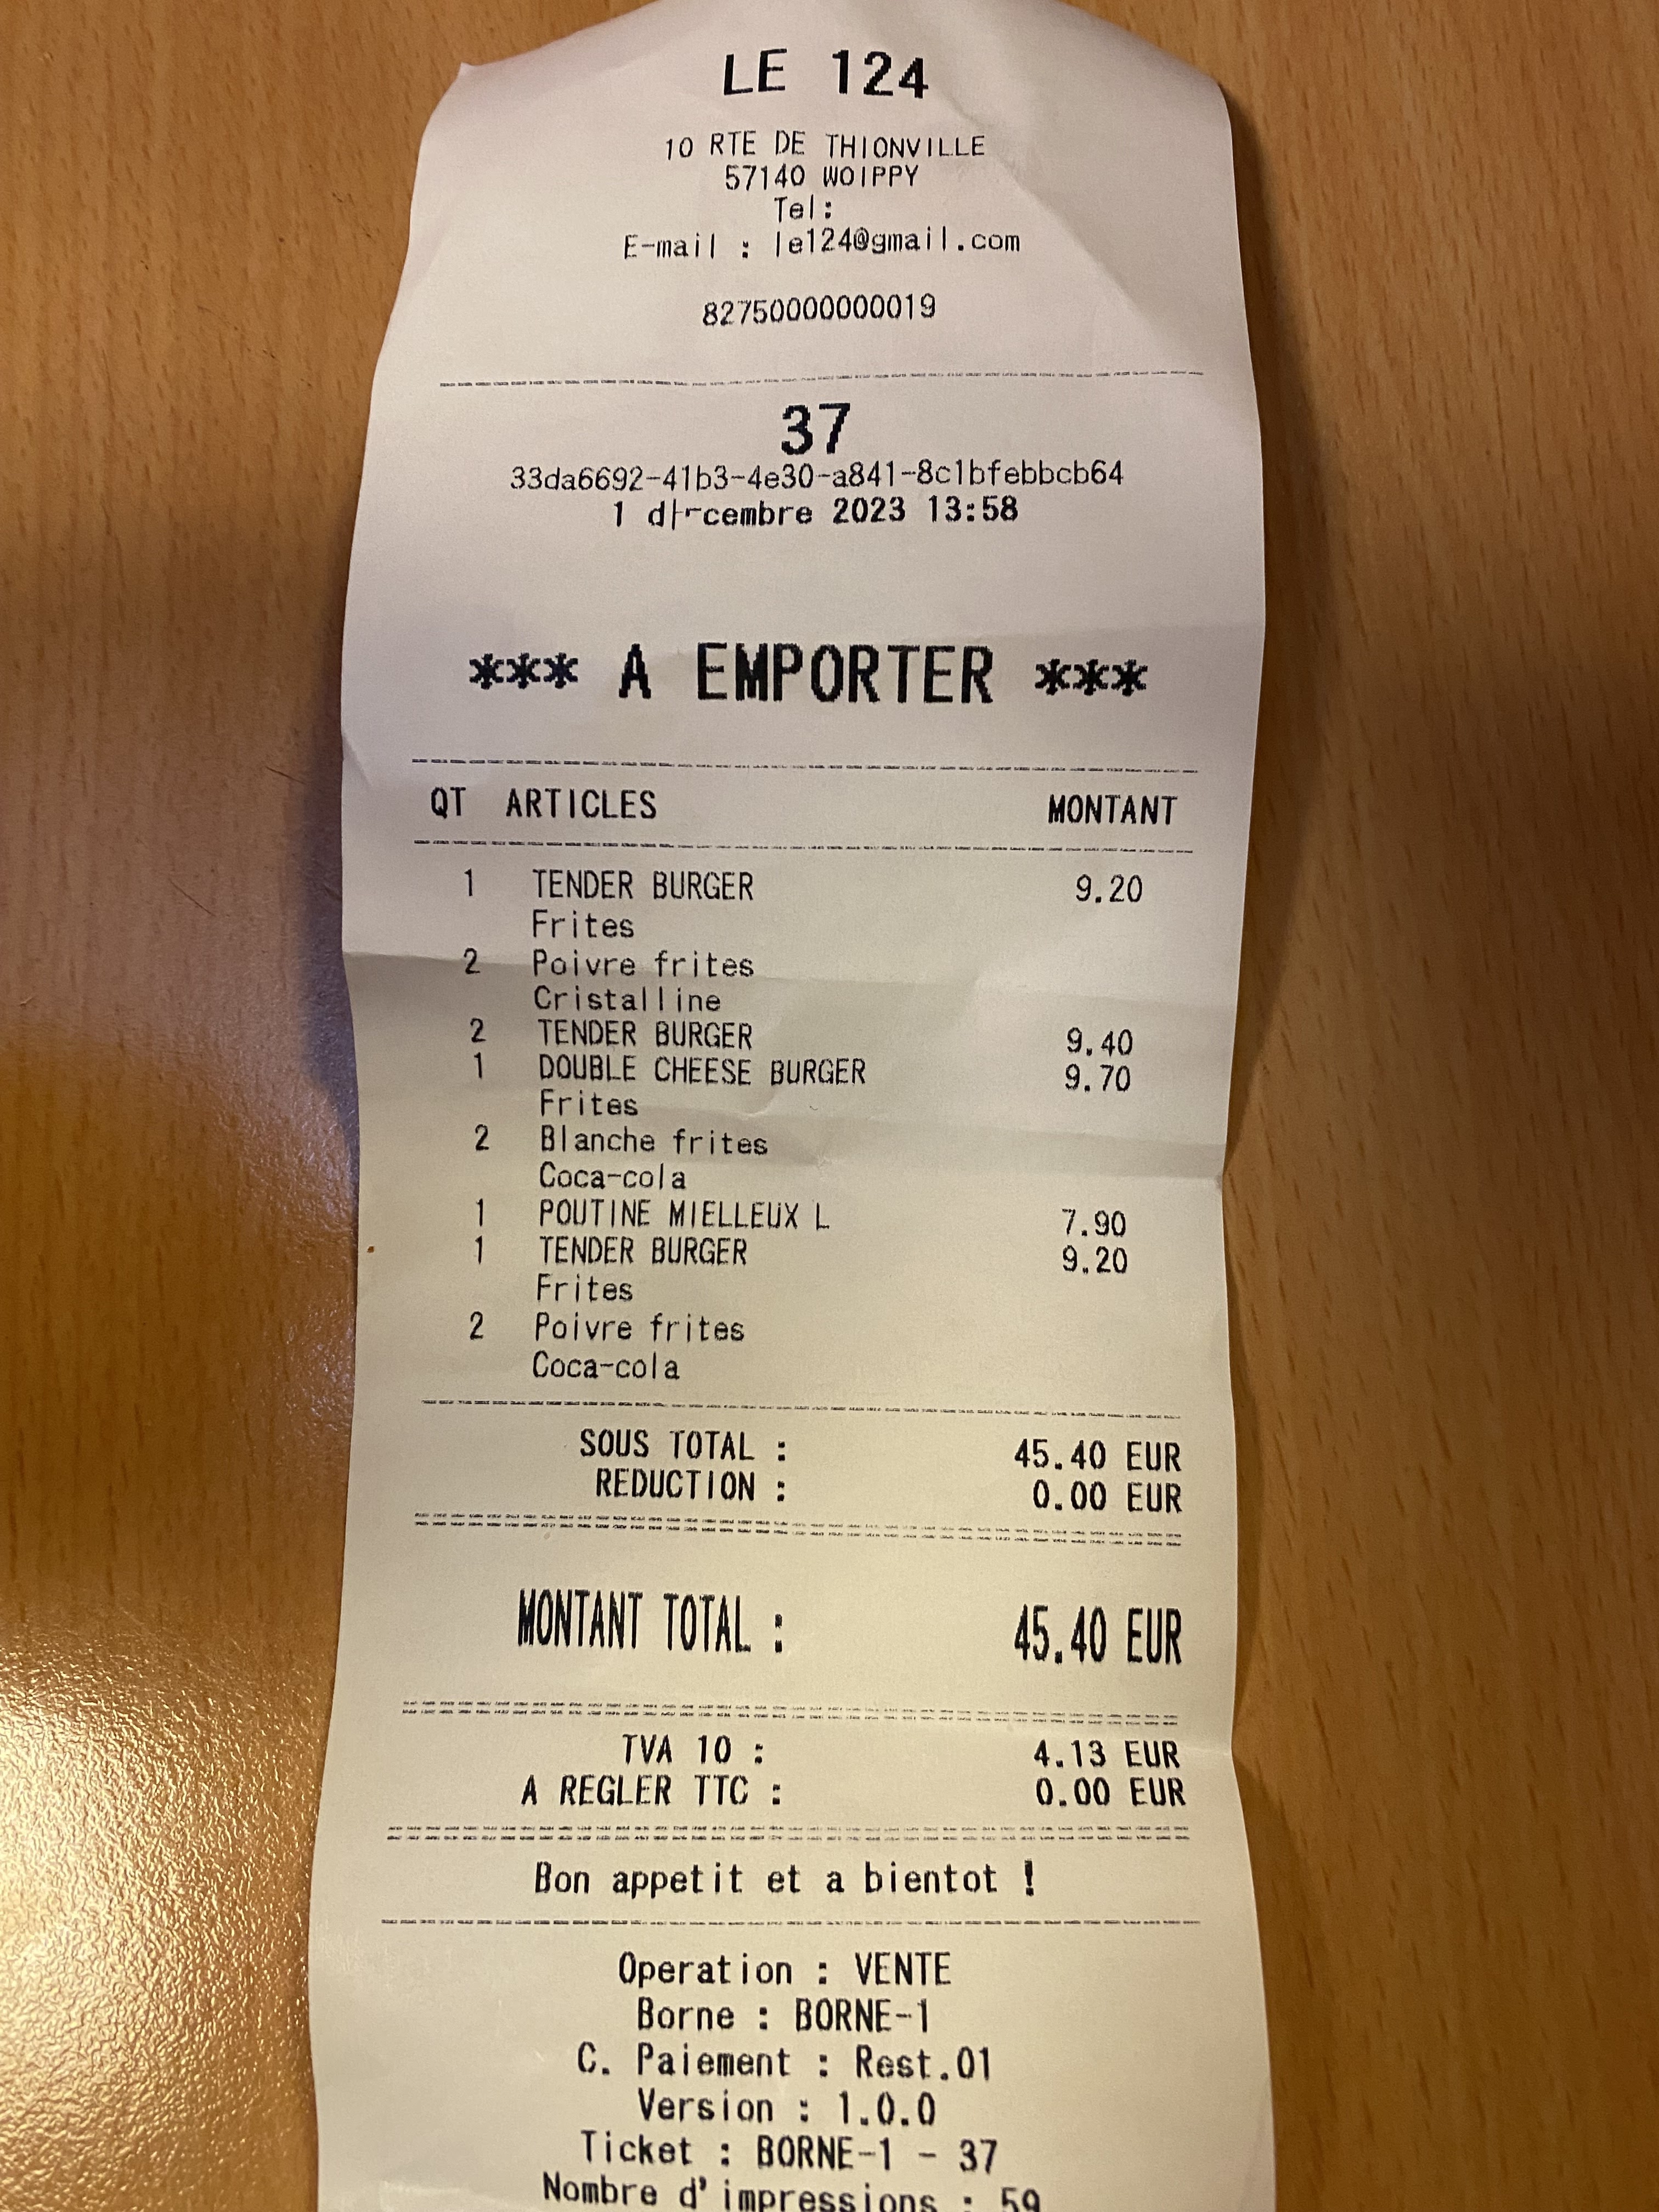 LE 124
10 RTE DE THIONVILLE
57140 WOIPPY
Tel:
E-mail : le124@gmail.com
82750000000019
37
33da6692-41b3-4e30-a841-8c1bfebbcb64
1 d├⌐cembre 2023 13:58
*** A EMPORTER ***
QT ARTICLES MONTANT
1 TENDER BURGER 9.20
Frites
2 Poivre frites
Cristalline
2 TENDER BURGER 9.40
1 DOUBLE CHEESE BURGER 9.70
Frites
2 Blanche frites
Coca-cola
1 POUTINE MIELLEUX L 7.90
1 TENDER BURGER 9.20
Frites
2 Poivre frites
Coca-cola
SOUS TOTAL : 45.40 EUR
REDUCTION : 0.00 EUR
MONTANT TOTAL : 45.40 EUR
TVA 10 : 4.13 EUR
A REGLER TTC : 0.00 EUR
Bon appetit et a bientot !
Operation : VENTE
Borne : BORNE-1
C. Paiement : Rest.01
Version : 1.0.0
Ticket : BORNE-1 - 37
Nombre d'impressions : 59